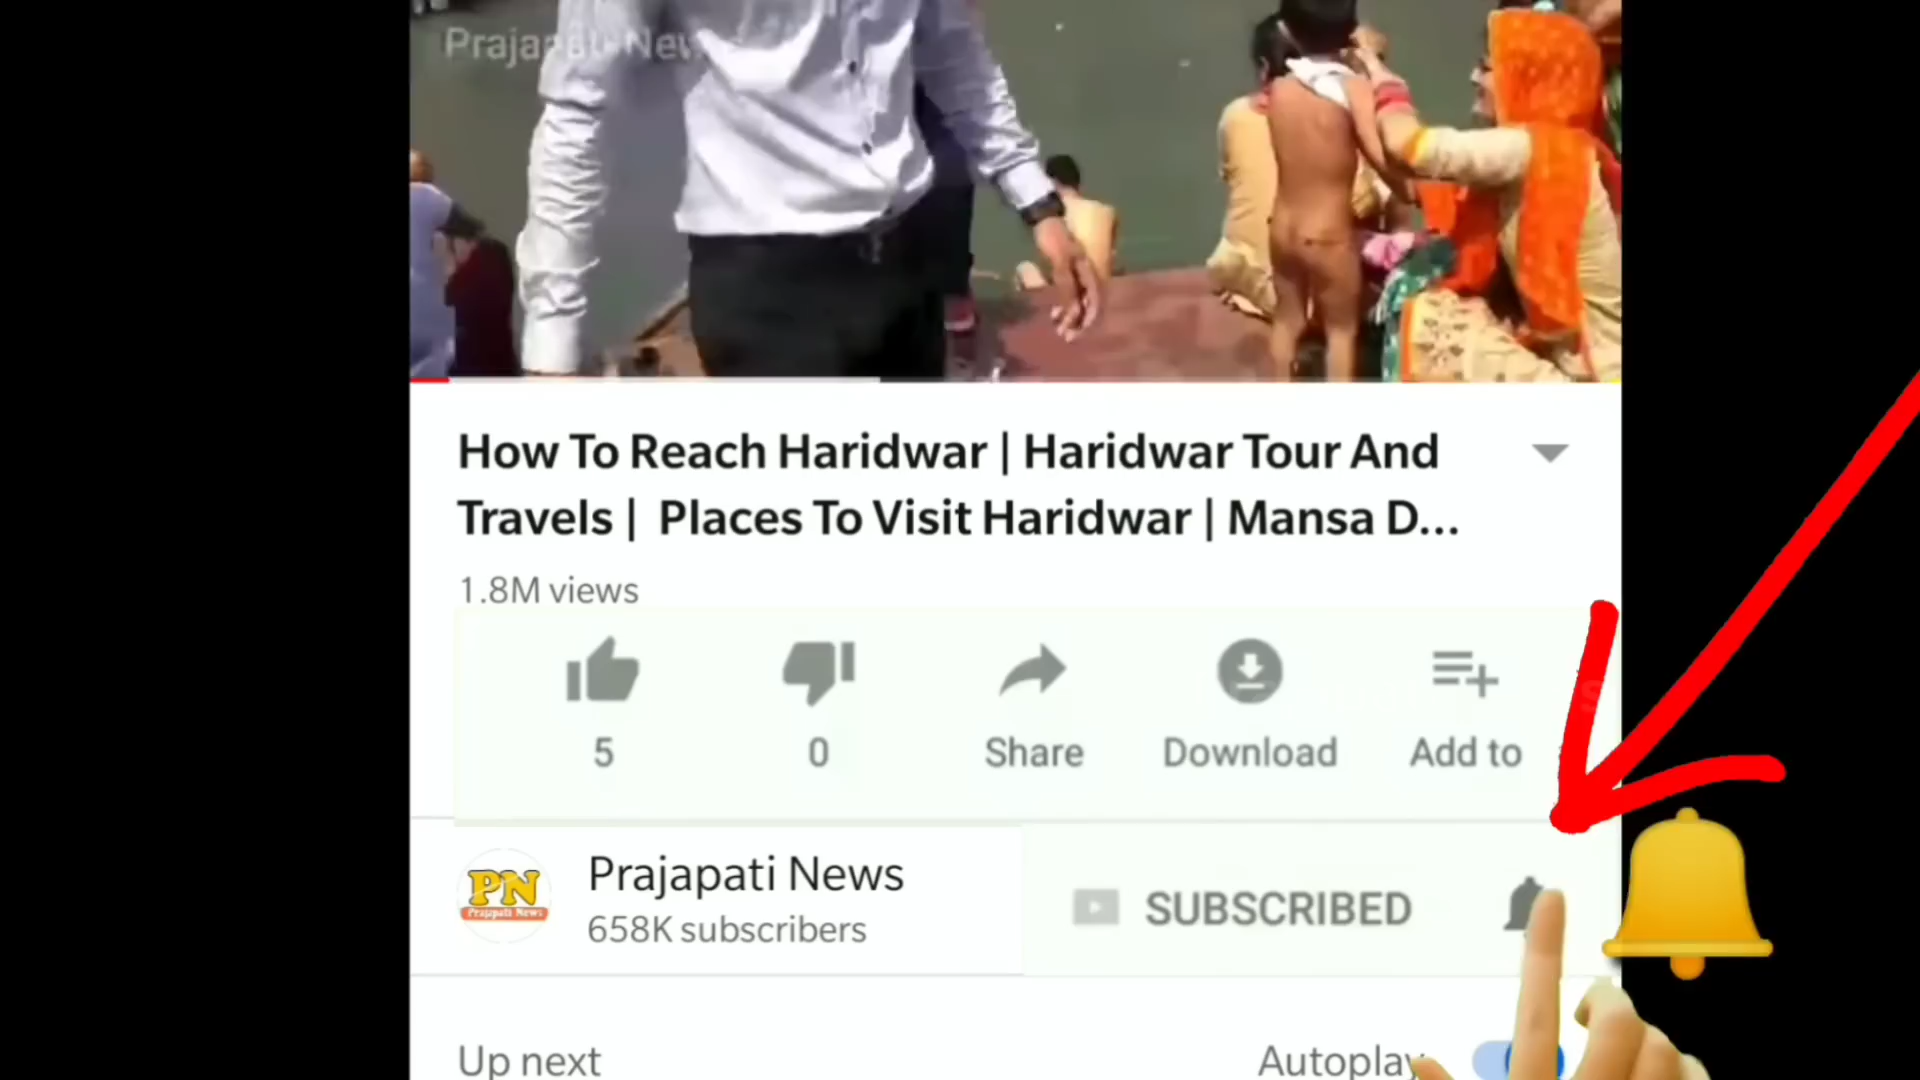 Prajapati News
How To Reach Haridwar | Haridwar Tour And
Travels | Places To Visit Haridwar | Mansa D...
1.8M views
5
0
Share
Download
Add to
PN
Prajapati News
Prajapati News
658K subscribers
SUBSCRIBED
Up next
Autoplay